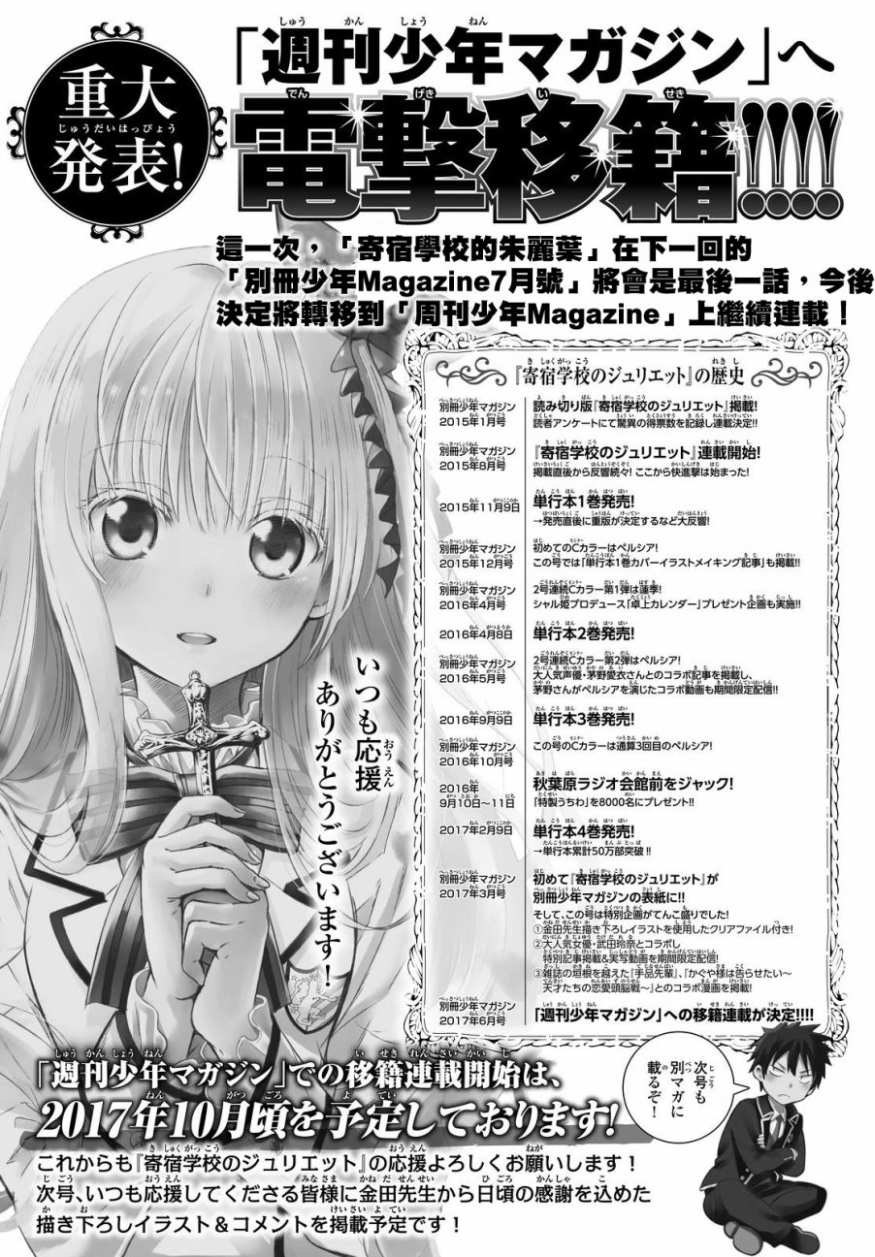 重大
発表!
「週刊少年マガジン」へ
電撃移籍!!!!
這一次，「寄宿學校的朱麗葉」在下一回的
「別冊少年Magazine7月號」將會是最後一話，今後
決定將轉移到「周刊少年Magazine」上繼續連載！
『寄宿学校のジュリエット』の歴史
別冊少年マガジン
2015年1月号
読み切り版『寄宿学校のジュリエット』掲載!
読者アンケートにて驚異の得票数を記録し連載決定!!
別冊少年マガジン
2015年8月号
『寄宿学校のジュリエット』連載開始!
掲載直後から反響続々! ここから快進撃は始まった!
2015年11月9日
単行本1巻発売!
→発売直後に重版が決定するなど大反響!
別冊少年マガジン
2015年12月号
初めてのCカラーはペルシア!
この号では「単行本1巻カバーイラストメイキング記事」も掲載!!
別冊少年マガジン
2016年4月号
2号連続Cカラー第1弾は蓮季!
シャル姫プロデュース「卓上カレンダー」プレゼント企画も実施!!
2016年4月8日
単行本2巻発売!
別冊少年マガジン
2016年5月号
2号連続Cカラー第2弾はペルシア!
大人気声優・茅野愛衣さんとのコラボ記事を掲載し、
茅野さんがペルシアを演じたコラボ動画も期間限定配信!!
2016年9月9日
単行本3巻発売!
別冊少年マガジン
2016年10月号
この号のCカラーは通算3回目のペルシア!
2016年
9月10日〜11日
秋葉原ラジオ会館前をジャック!
「特製うちわ」を8000名にプレゼント!!
2017年2月9日
単行本4巻発売!
→単行本累計50万部突破!!
別冊少年マガジン
2017年3月号
初めて『寄宿学校のジュリエット』が
別冊少年マガジンの表紙に!!
そして、この号は特別企画がてんこ盛りでした!
①金田先生描き下ろしイラストを使用したクリアファイル付き!
②大人気女優・武田玲奈とコラボし
特別記事掲載&実写動画を期間限定配信!
③雑誌の垣根を越えた「手品先輩」、「かぐや様は告らせたい〜
天才たちの恋愛頭脳戦〜」とのコラボ漫画を掲載!
別冊少年マガジン
2017年6月号
「週刊少年マガジン」への移籍連載が決定!!!!
いつも応援
ありがとうございます!
次号も
別マガに
載るぞ!
「週刊少年マガジン」での移籍連載開始は、
2017年10月頃を予定しております!
これからも『寄宿学校のジュリエット』の応援よろしくお願いします!
次号、いつも応援してくださる皆様に金田先生から日頃の感謝を込めた
描き下ろしイラスト&コメントを掲載予定です!